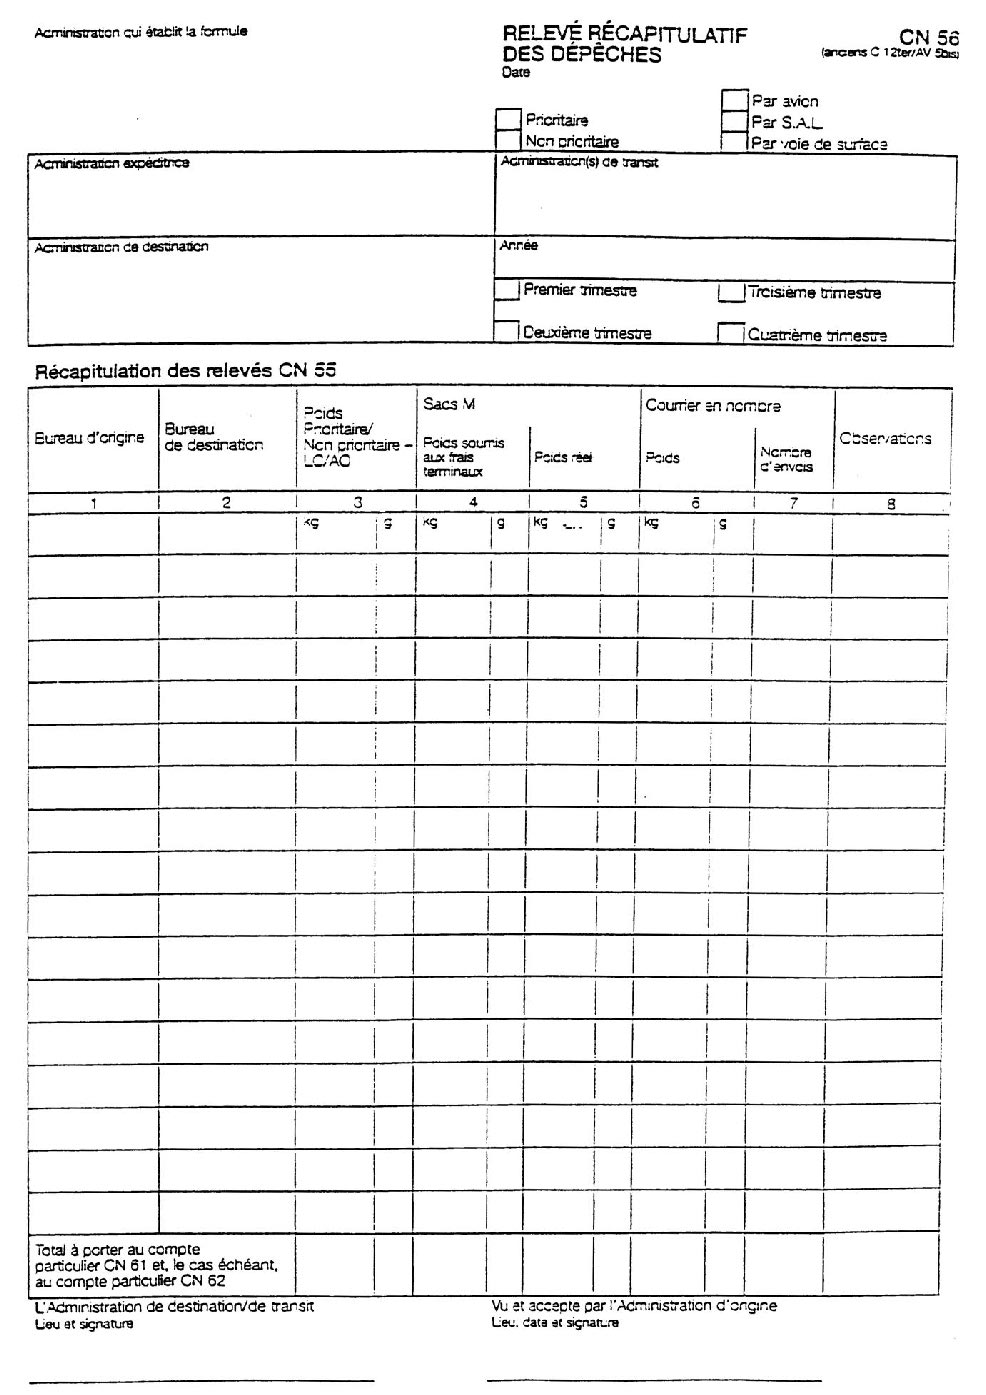 Administration qui établit la formule
RELEVÉ RÉCAPITULATIF
DES DÉPÊCHES
Date
CN 56
(anciens C 12ter/AV 5bis)
Prioritaire
Non prioritaire
Par avion
Par S.A.L.
Par voie de surface
Administration expéditrice
Administration(s) de transit
Administration de destination
Année
Premier trimestre
Troisième trimestre
Deuxième trimestre
Quatrième trimestre
Récapitulation des relevés CN 55
Bureau d'origine
Bureau
de destination
Poids
Prioritaire/
Non prioritaire –
LC/AO
Sacs M
Poids soumis
aux frais
terminaux
Poids réel
Courrier en nombre
Poids
Nombre
d'envois
Observations
1 2 3 4 5 6 7 8
kg g kg g kg g kg g
Total à porter au compte
particulier CN 61 et, le cas échéant,
au compte particulier CN 62
L'Administration de destination/de transit
Lieu et signature
Vu et accepté par l'Administration d'origine
Lieu, date et signature